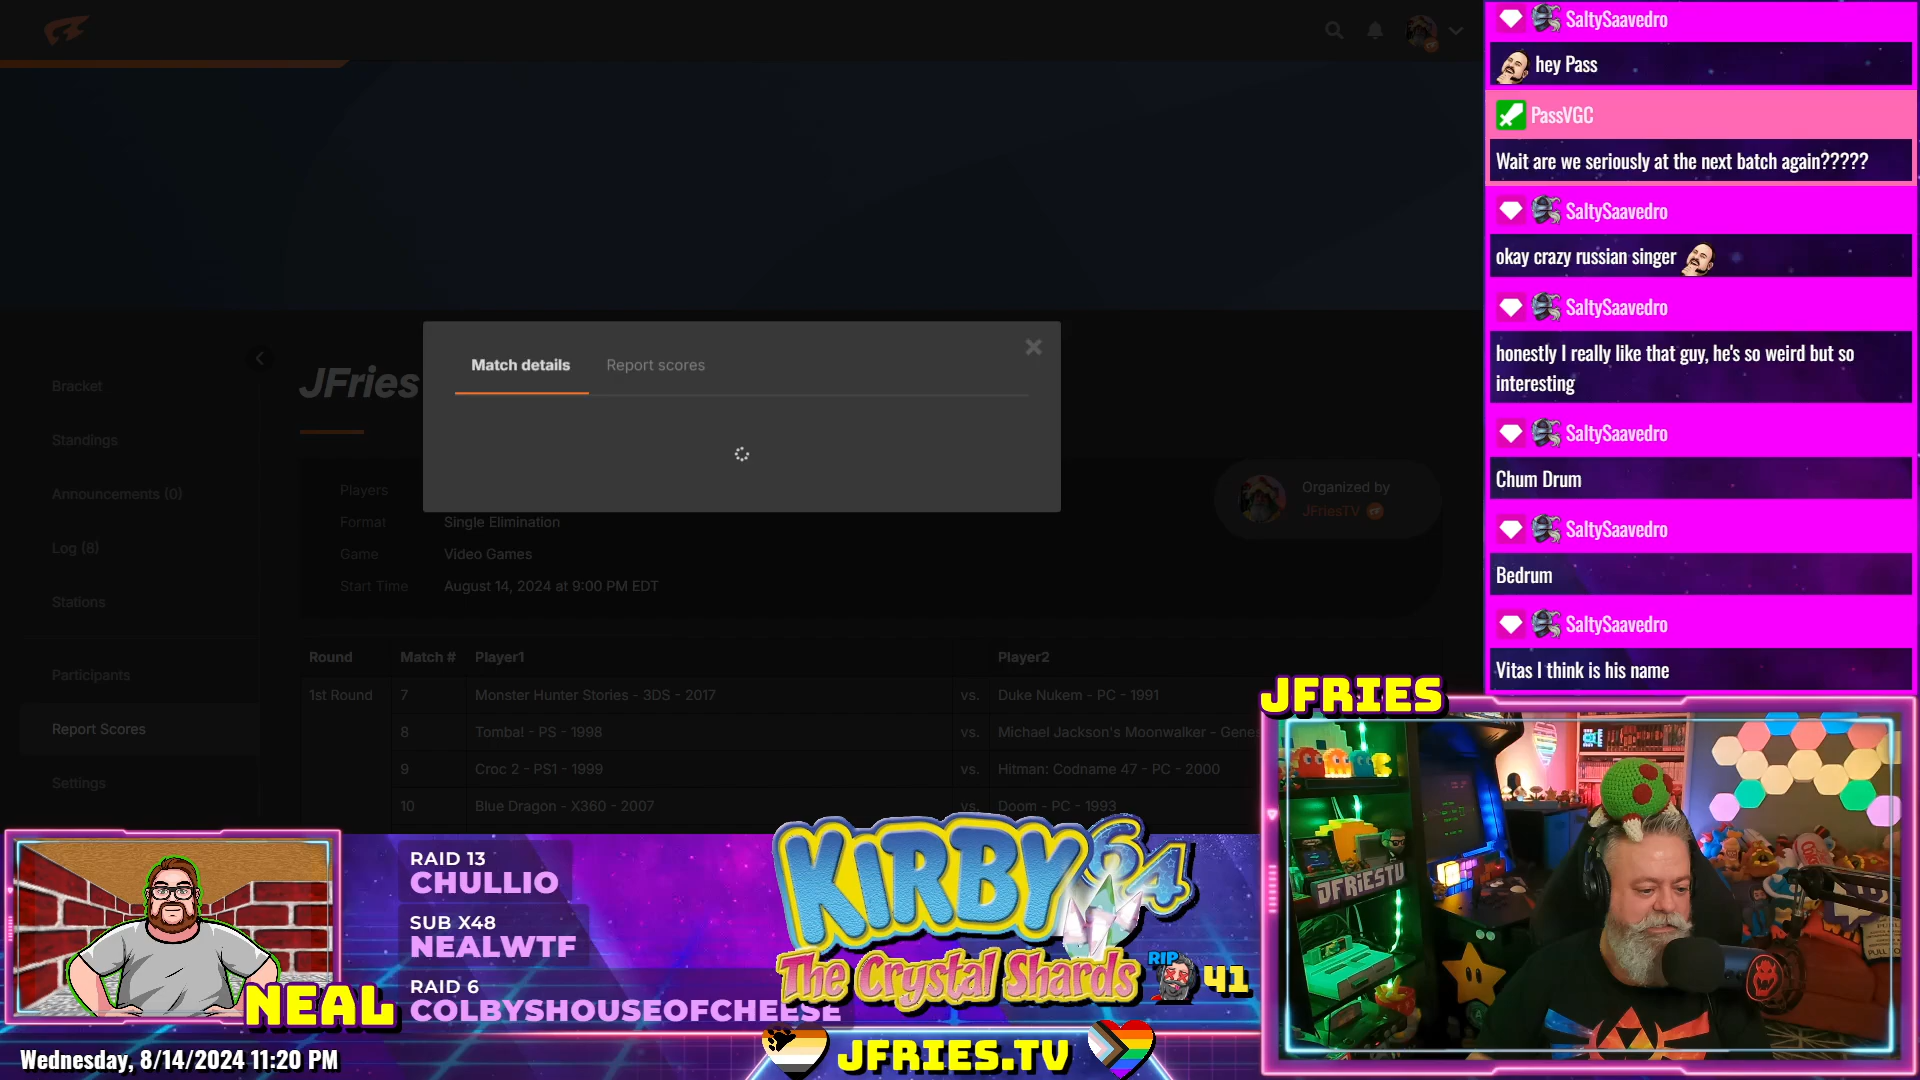 SaltySaavedro
hey Pass
PassVGC
Wait are we seriously at the next batch again?????
SaltySaavedro
okay crazy russian singer
SaltySaavedro
honestly I really like that guy, he's so weird but so
interesting
SaltySaavedro
Chum Drum
SaltySaavedro
Bedrum
SaltySaavedro
Vitas I think is his name
Match details
Report scores
Bracket
Standings
Announcements (0)
Log (8)
Stations
Participants
Report Scores
Settings
JFries
Players
Format Single Elimination
Game Video Games
Start Time August 14, 2024 at 9:00 PM EDT
Organized by
JFriesTV
Round Match # Player1 Player2
1st Round 7 Monster Hunter Stories - 3DS - 2017 vs. Duke Nukem - PC - 1991
8 Tomba! - PS - 1998 vs. Michael Jackson's Moonwalker - Gene
9 Croc 2 - PS1 - 1999 vs. Hitman: Codname 47 - PC - 2000
10 Blue Dragon - X360 - 2007 vs. Doom - PC - 1993
JFRIES
JFRIESTV
NEAL
RAID 13
CHULLIO
SUB X48
NEALWTF
RAID 6
COLBYSHOUSEOFCHEESE
KIRBY 64
The Crystal Shards
RIP 41
JFRIES.TV
Wednesday, 8/14/2024 11:20 PM